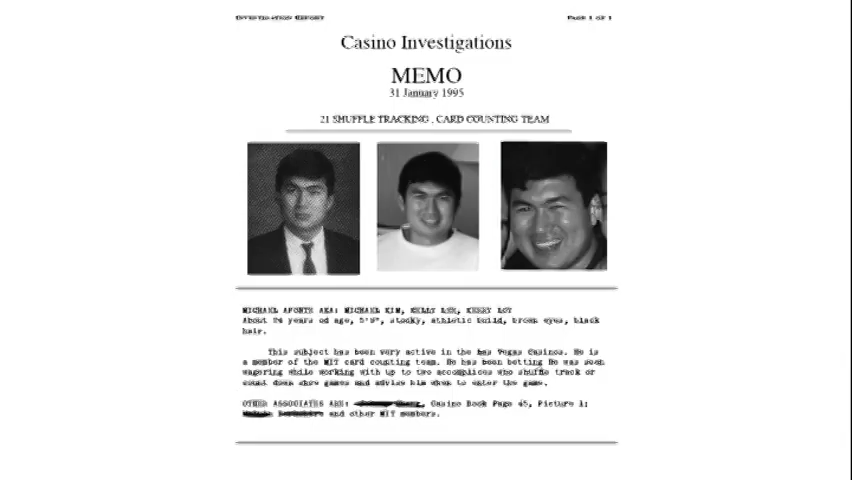 INVESTIGATION REPORT
PAGE 1 OF 1
Casino Investigations
MEMO
31 January 1995
21 SHUFFLE TRACKING , CARD COUNTING TEAM
MICHAEL APONTE AKA: MICHAEL KIM, KELLY LEE, KERRY LOY
About 24 years od age, 5'9", stocky, athletic build, brown eyes, black
hair.
This subject has been very active in the Las Vegas Casinos. He is
a member of the MIT card counting team. He has been betting He was seen
wagering while working with up to two accomplices who shuffle track or
count down shoe games and advise him when to enter the game.
OTHER ASSOCIATES ARE: , Casino Book Page 45, Picture 1;
and other MIT members.